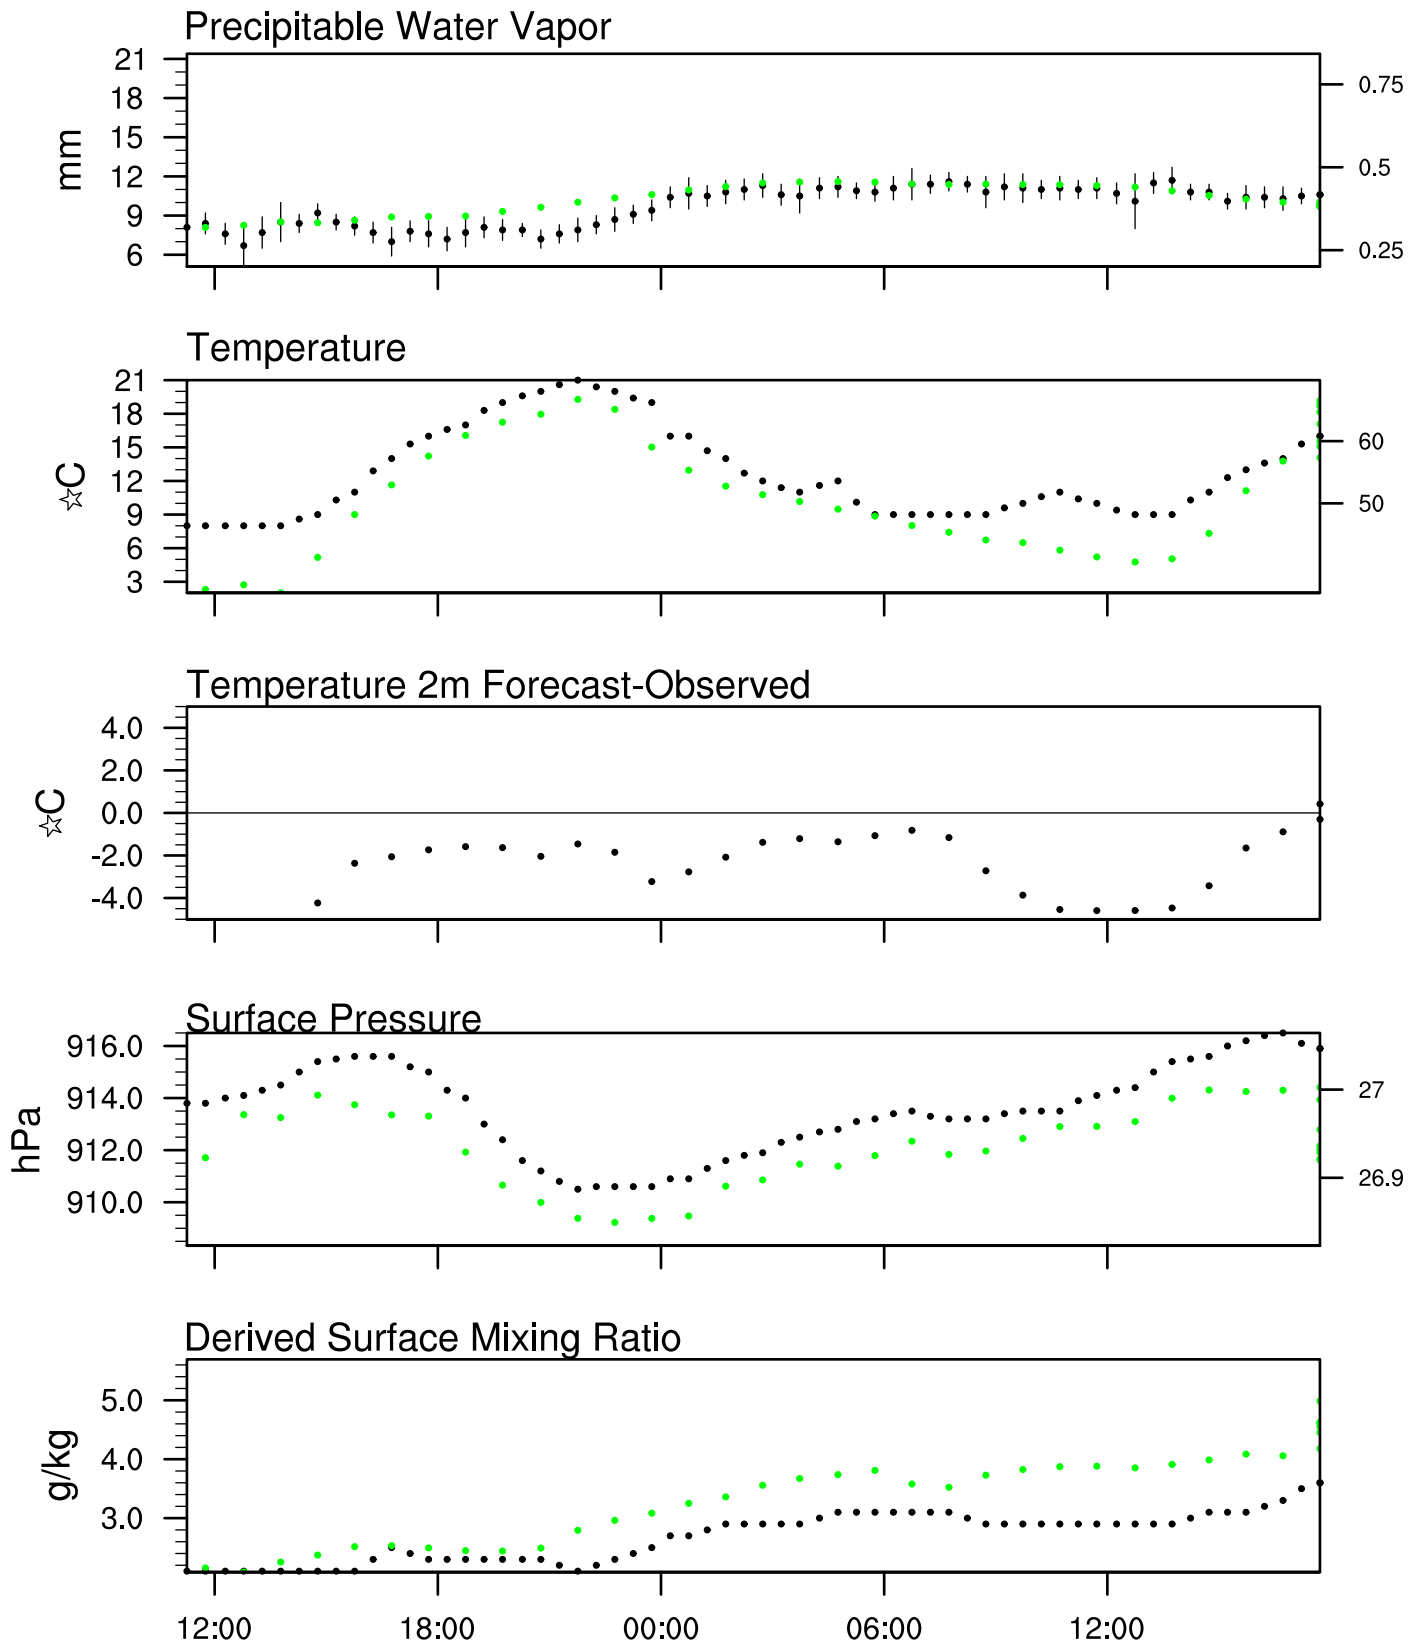 Precipitable Water Vapor
21
18
15
12
9
6
mm
0.75
0.5
0.25
Temperature
21
18
15
12
9
6
3
☆C
60
50
Temperature 2m Forecast-Observed
4.0
2.0
0.0
-2.0
-4.0
☆C
Surface Pressure
916.0
914.0
912.0
910.0
hPa
27
26.9
Derived Surface Mixing Ratio
5.0
4.0
3.0
g/kg
12:00 18:00 00:00 06:00 12:00